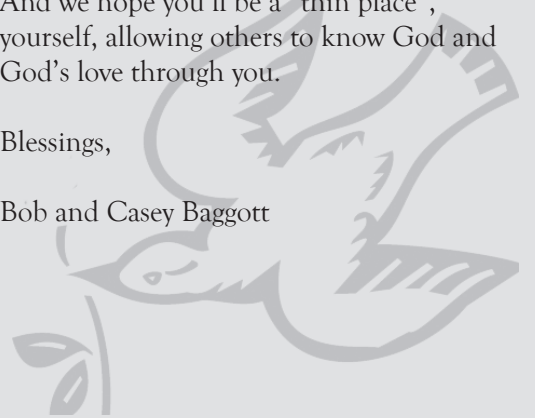 And we hope you'll be a “thin place”,
yourself, allowing others to know God and
God’s love through you.
Blessings,
Bob and Casey Baggott